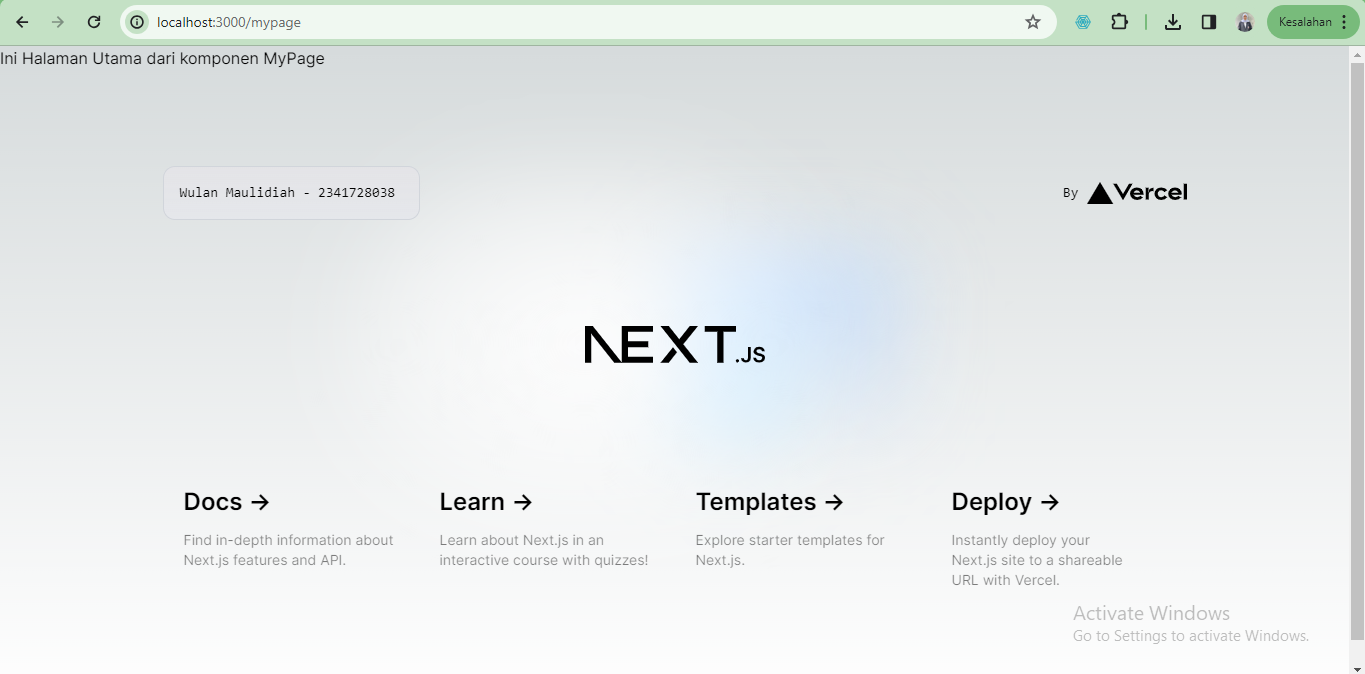 localhost:3000/mypage
Kesalahan
Ini Halaman Utama dari komponen MyPage
Wulan Maulidiah - 2341728038
By Vercel
NEXT.JS
Docs →
Learn →
Templates →
Deploy →
Find in-depth information about
Next.js features and API.
Learn about Next.js in an
interactive course with quizzes!
Explore starter templates for
Next.js.
Instantly deploy your
Next.js site to a shareable
URL with Vercel.
Activate Windows
Go to Settings to activate Windows.